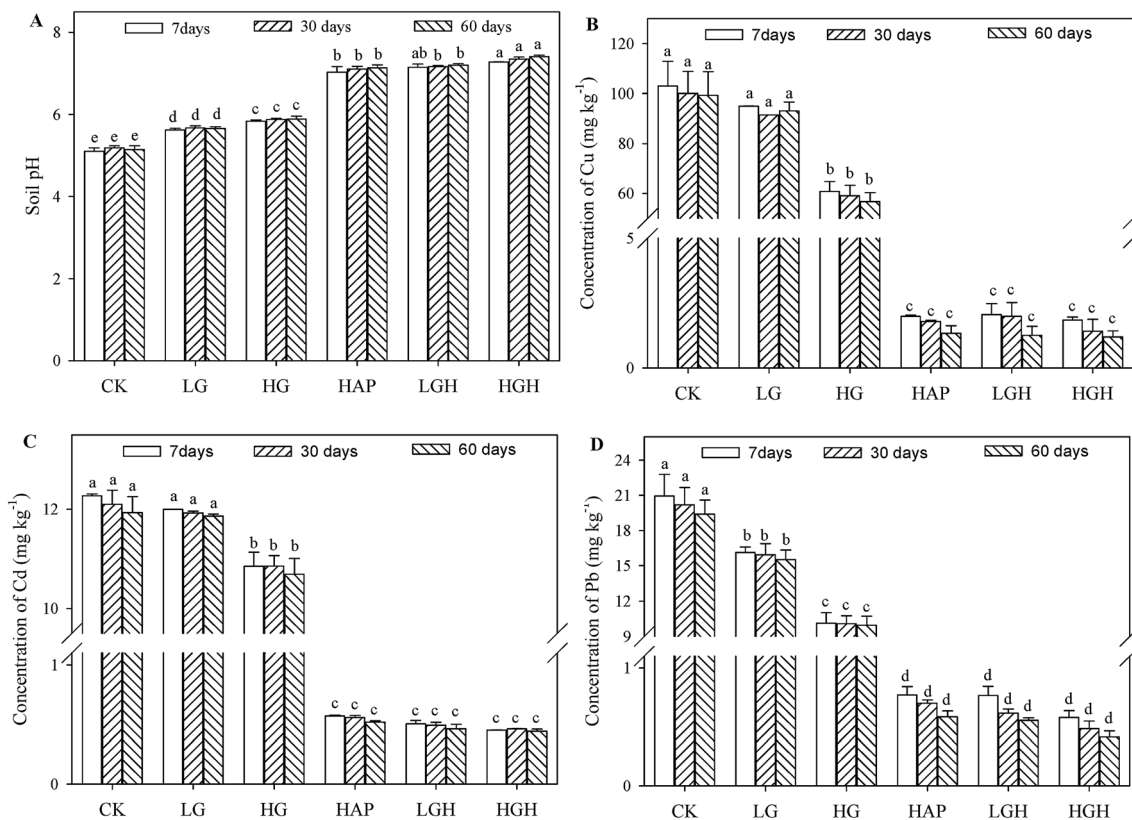 A
7days
30 days
60 days
Soil pH
8
6
4
2
0
e e e
d d d
c c c
b b b
ab b b
a a a
CK LG HG HAP LGH HGH
B
7days
30 days
60 days
Concentration of Cu (mg kg⁻¹)
120
100
80
60
5
0
a a a
a a a
b b b
c c c
c c c
c c c
CK LG HG HAP LGH HGH
C
7days
30 days
60 days
Concentration of Cd (mg kg⁻¹)
12
10
1
0
a a a
a a a
b b b
c c c
c c c
c c c
CK LG HG HAP LGH HGH
D
7days
30 days
60 days
Concentration of Pb (mg kg⁻¹)
24
21
18
15
12
9
1
0
a a a
b b b
c c c
d d d
d d d
d d d
CK LG HG HAP LGH HGH